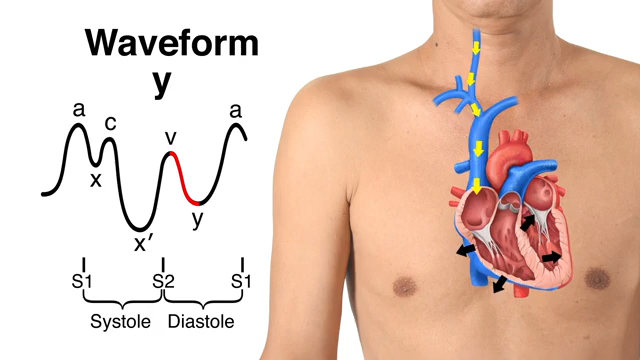 Waveform
y
a
c
v
a
x
y
x′
S1
S2
S1
Systole
Diastole